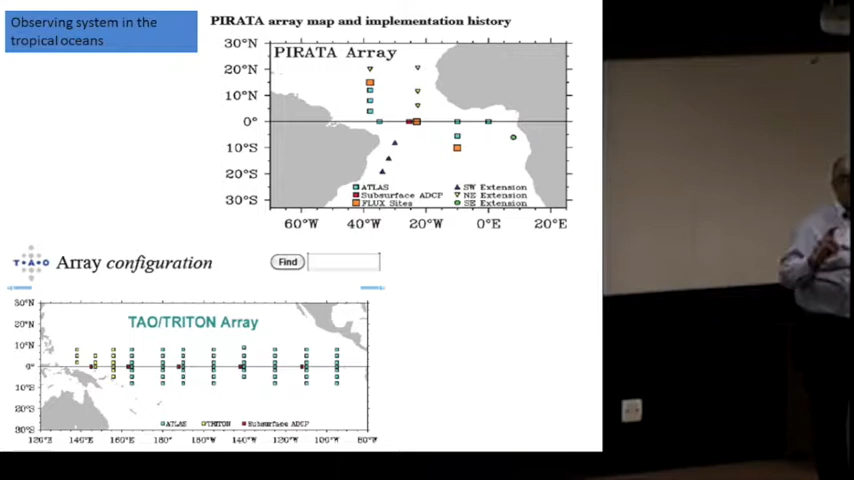 Observing system in the
tropical oceans
PIRATA array map and implementation history
PIRATA Array
30°N
20°N
10°N
0°
10°S
20°S
30°S
ATLAS
Subsurface ADCP
FLUX Sites
SW Extension
NE Extension
SE Extension
60°W 40°W 20°W 0°E 20°E
T·A·O Array configuration
Find
TAO/TRITON Array
30°N
20°N
10°N
0°
10°S
20°S
30°S
ATLAS TRITON Subsurface ADCP
120°E 140°E 160°E 180° 160°W 140°W 120°W 100°W 80°W